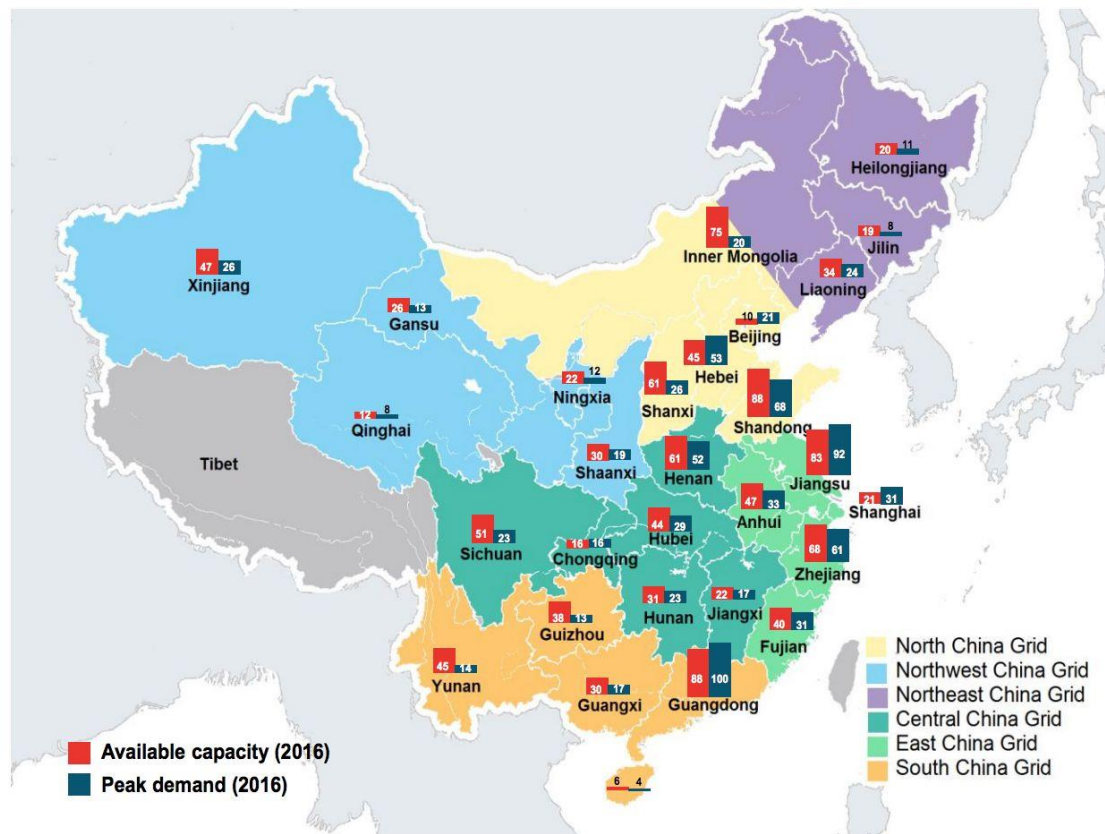 20 11
Heilongjiang
75 20
Inner Mongolia
19 8
Jilin
34 24
Liaoning
47 26
Xinjiang
26 13
Gansu
10 21
Beijing
45 53
Hebei
61 26
Shanxi
22 12
Ningxia
88 68
Shandong
12 8
Qinghai
Tibet
30 19
Shaanxi
61 52
Henan
83 92
Jiangsu
47 33
Anhui
21 31
Shanghai
51 23
Sichuan
16 16
Chongqing
44 29
Hubei
68 61
Zhejiang
31 23
Hunan
22 17
Jiangxi
40 31
Fujian
38 13
Guizhou
45 14
Yunan
30 17
Guangxi
88 100
Guangdong
6 4
North China Grid
Northwest China Grid
Northeast China Grid
Central China Grid
East China Grid
South China Grid
Available capacity (2016)
Peak demand (2016)